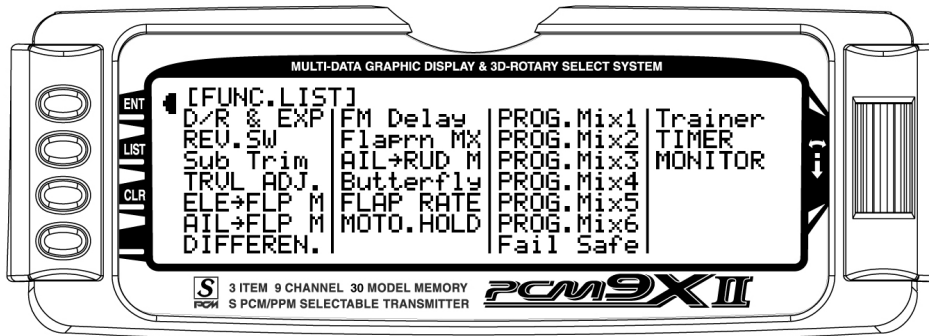 MULTI-DATA GRAPHIC DISPLAY & 3D-ROTARY SELECT SYSTEM
ENT
LIST
CLR
[FUNC.LIST]
D/R & EXP FM Delay PROG.Mix1 Trainer
REV.SW Flaprn MX PROG.Mix2 TIMER
Sub Trim AIL→RUD M PROG.Mix3 MONITOR
TRVL ADJ. Butterfly PROG.Mix4
ELE→FLP M FLAP RATE PROG.Mix5
AIL→FLP M MOTO.HOLD PROG.Mix6
DIFFEREN. Fail Safe
S PCM
3 ITEM 9 CHANNEL 30 MODEL MEMORY
S PCM/PPM SELECTABLE TRANSMITTER
PCM9XII